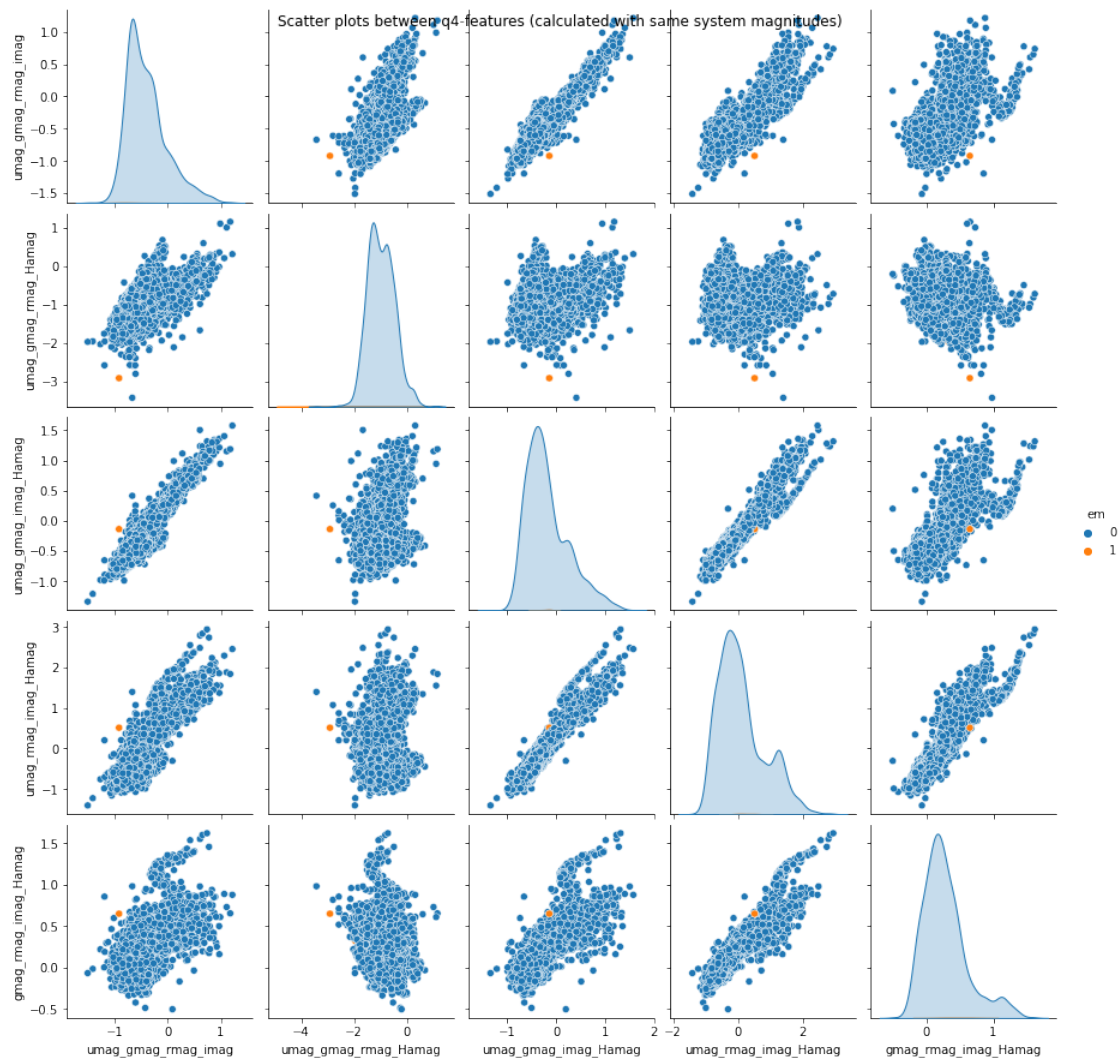 Scatter plots between q4-features (calculated with same system magnitudes)
umag_gmag_rmag_imag
1.0
0.5
0.0
−0.5
−1.0
−1.5
umag_gmag_rmag_Hamag
1
0
−1
−2
−3
umag_gmag_imag_Hamag
1.5
1.0
0.5
0.0
−0.5
−1.0
em
0
1
umag_rmag_imag_Hamag
3
2
1
0
−1
gmag_rmag_imag_Hamag
1.5
1.0
0.5
0.0
−0.5
−1 0 1
−4 −2 0
−1 0 1 2
−2 0 2
0 1
umag_gmag_rmag_imag
umag_gmag_rmag_Hamag
umag_gmag_imag_Hamag
umag_rmag_imag_Hamag
gmag_rmag_imag_Hamag